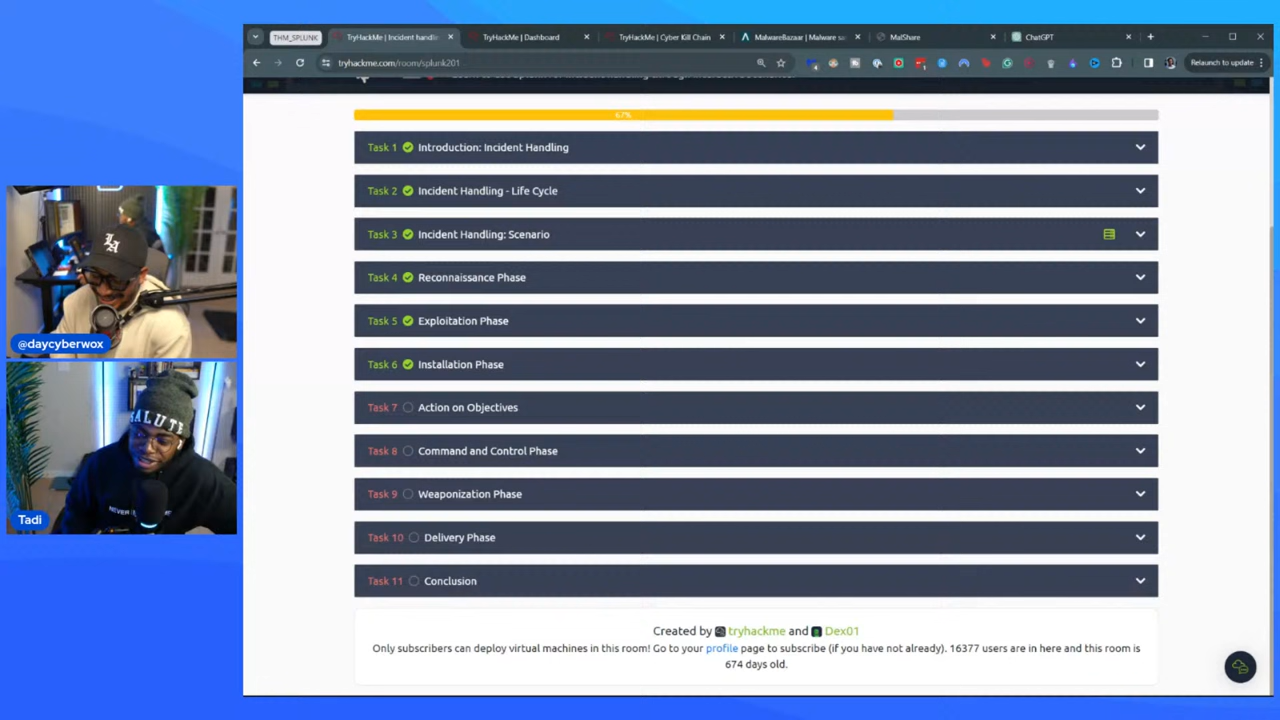 THM_SPLUNK
TryHackMe | Incident handli
TryHackMe | Dashboard
TryHackMe | Cyber Kill Chain
MalwareBazaar | Malware sa
MalShare
ChatGPT
tryhackme.com/room/splunk201
Relaunch to update
67%
Task 1 Introduction: Incident Handling
Task 2 Incident Handling - Life Cycle
Task 3 Incident Handling: Scenario
Task 4 Reconnaissance Phase
Task 5 Exploitation Phase
Task 6 Installation Phase
Task 7 Action on Objectives
Task 8 Command and Control Phase
Task 9 Weaponization Phase
Task 10 Delivery Phase
Task 11 Conclusion
Created by tryhackme and Dex01
Only subscribers can deploy virtual machines in this room! Go to your profile page to subscribe (if you have not already). 16377 users are in here and this room is
674 days old.
LA
@daycyberwox
SALUTE
NEVER
Tadi